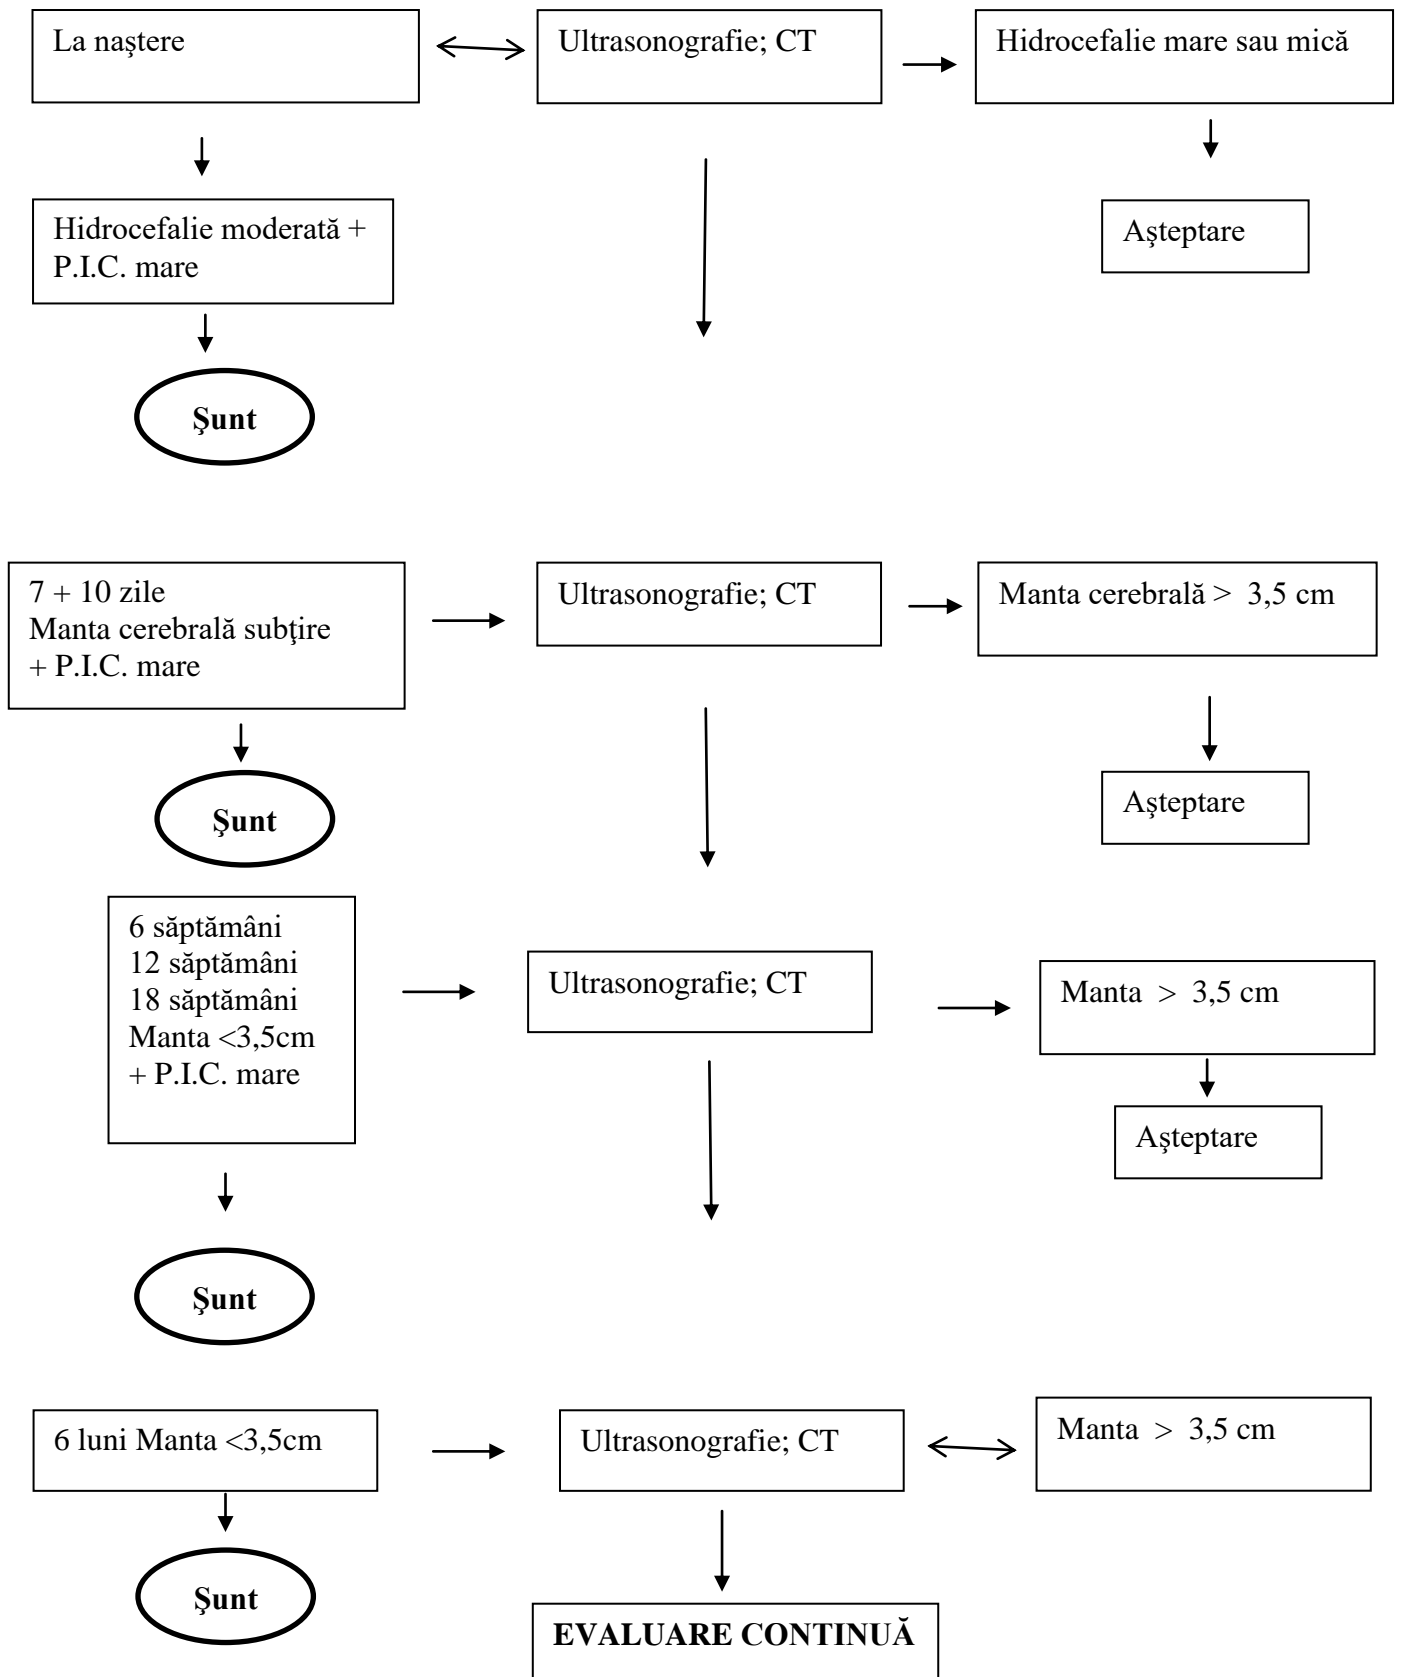 La naştere
Ultrasonografie; CT
Hidrocefalie mare sau mică
Hidrocefalie moderată +
P.I.C. mare
Aşteptare
Şunt
7 + 10 zile
Manta cerebrală subţire
+ P.I.C. mare
Ultrasonografie; CT
Manta cerebrală > 3,5 cm
Aşteptare
Şunt
6 săptămâni
12 săptămâni
18 săptămâni
Manta <3,5cm
+ P.I.C. mare
Ultrasonografie; CT
Manta > 3,5 cm
Aşteptare
Şunt
6 luni Manta <3,5cm
Ultrasonografie; CT
Manta > 3,5 cm
Şunt
EVALUARE CONTINUĂ